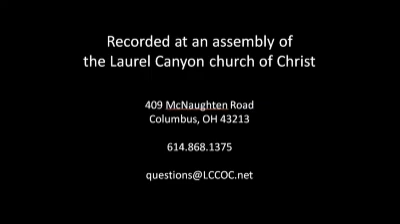 Recorded at an assembly of
the Laurel Canyon church of Christ
409 McNaughten Road
Columbus, OH 43213
614.868.1375
questions@LCCOC.net